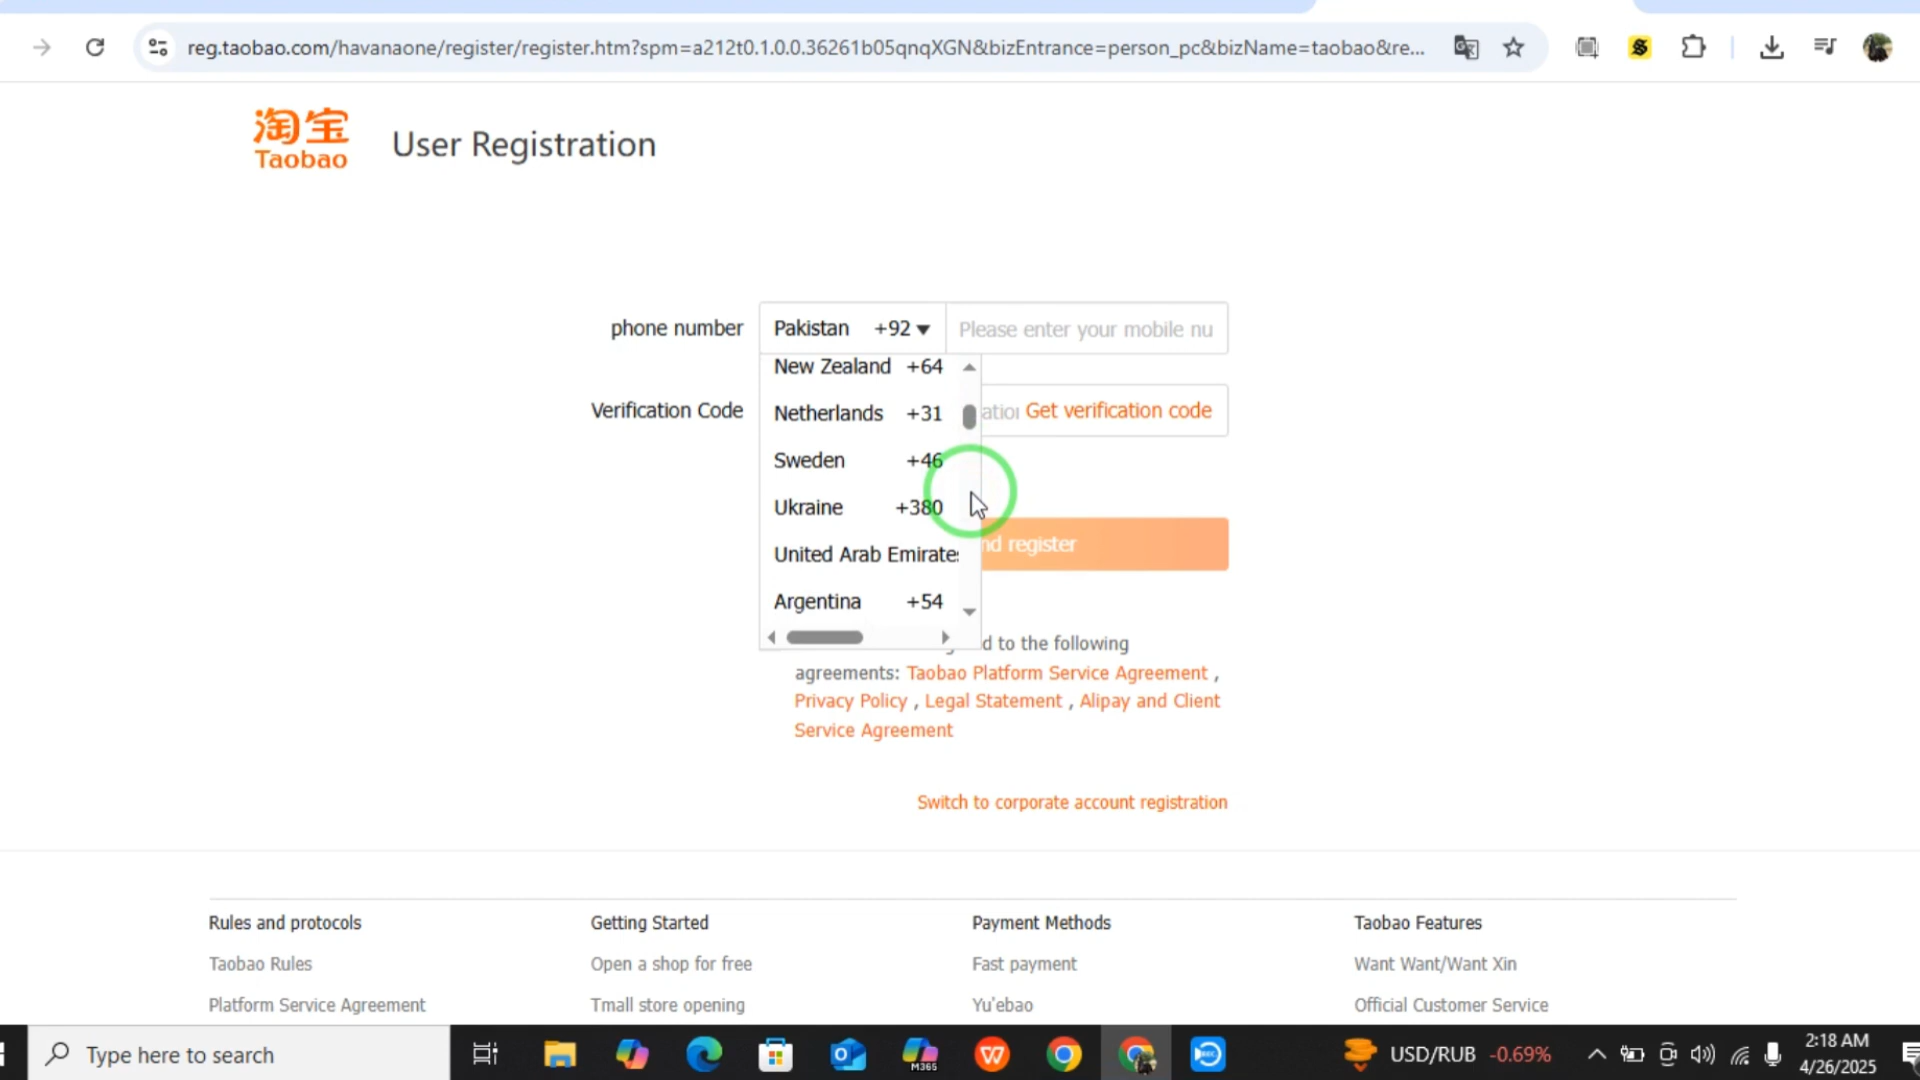 reg.taobao.com/havanaone/register/register.htm?spm=a212t0.1.0.0.36261b05qnqXGN&bizEntrance=person_pc&bizName=taobao&re...
淘宝
Taobao
User Registration
phone number
Pakistan +92
Please enter your mobile nu
New Zealand +64
Netherlands +31
Verification Code
Get verification code
Sweden +46
Ukraine +380
United Arab Emirates
nd register
Argentina +54
d to the following
agreements: Taobao Platform Service Agreement ,
Privacy Policy , Legal Statement , Alipay and Client
Service Agreement
Switch to corporate account registration
Rules and protocols
Getting Started
Payment Methods
Taobao Features
Taobao Rules
Open a shop for free
Fast payment
Want Want/Want Xin
Platform Service Agreement
Tmall store opening
Yu'ebao
Official Customer Service
Type here to search
M365
USD/RUB -0.69%
2:18 AM
4/26/2025